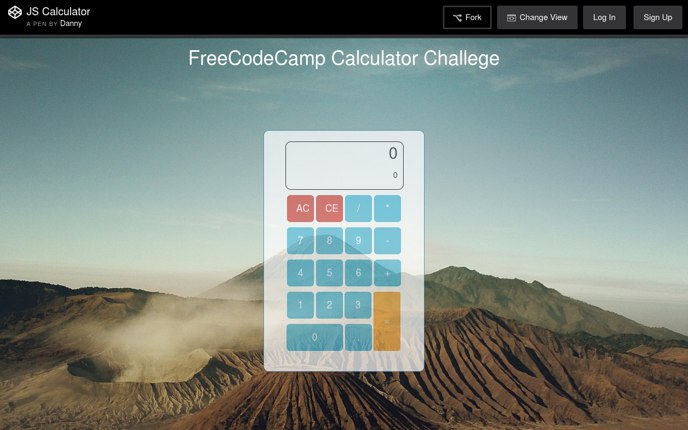 JS Calculator
A PEN BY Danny
Fork
Change View
Log In
Sign Up
FreeCodeCamp Calculator Challege
0
0
AC CE / *
7 8 9 -
4 5 6 +
1 2 3 =
0 .